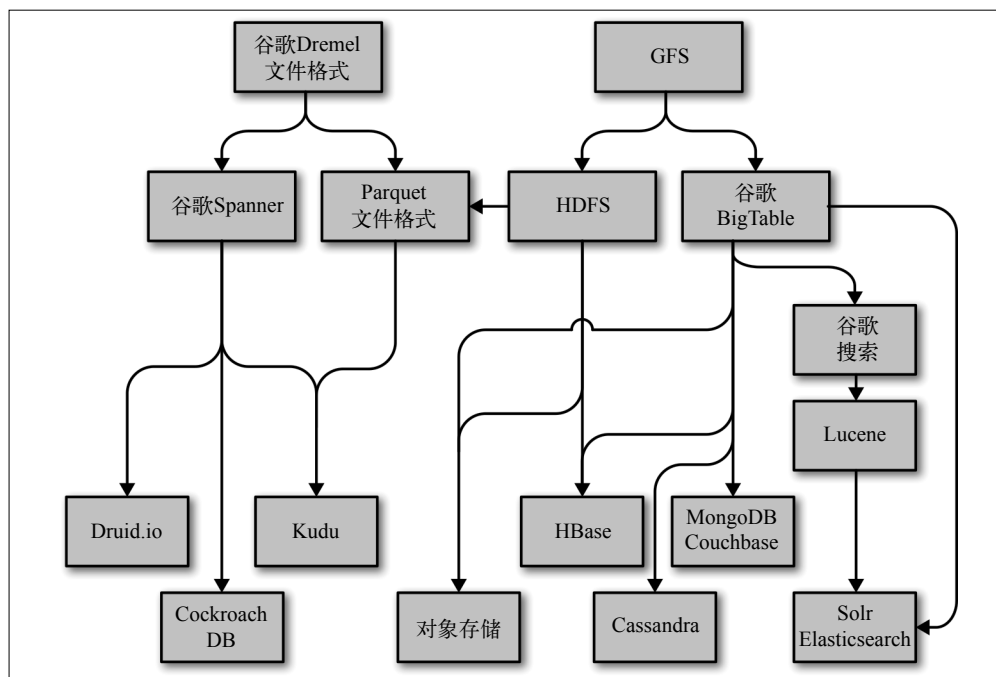 谷歌Dremel
文件格式
GFS
谷歌Spanner
Parquet
文件格式
HDFS
谷歌
BigTable
谷歌
搜索
Lucene
Druid.io
Kudu
HBase
MongoDB
Couchbase
Cockroach
DB
对象存储
Cassandra
Solr
Elasticsearch